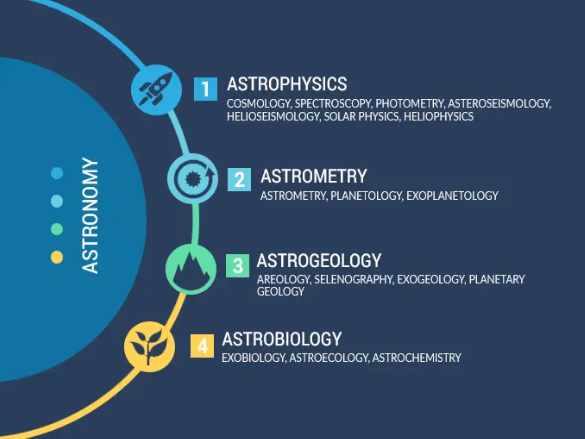 ASTRONOMY
1 ASTROPHYSICS
COSMOLOGY, SPECTROSCOPY, PHOTOMETRY, ASTEROSEISMOLOGY,
HELIOSEISMOLOGY, SOLAR PHYSICS, HELIOPHYSICS
2 ASTROMETRY
ASTROMETRY, PLANETOLOGY, EXOPLANETOLOGY
3 ASTROGEOLOGY
AREOLOGY, SELENOGRAPHY, EXOGEOLOGY, PLANETARY
GEOLOGY
4 ASTROBIOLOGY
EXOBIOLOGY, ASTROECOLOGY, ASTROCHEMISTRY